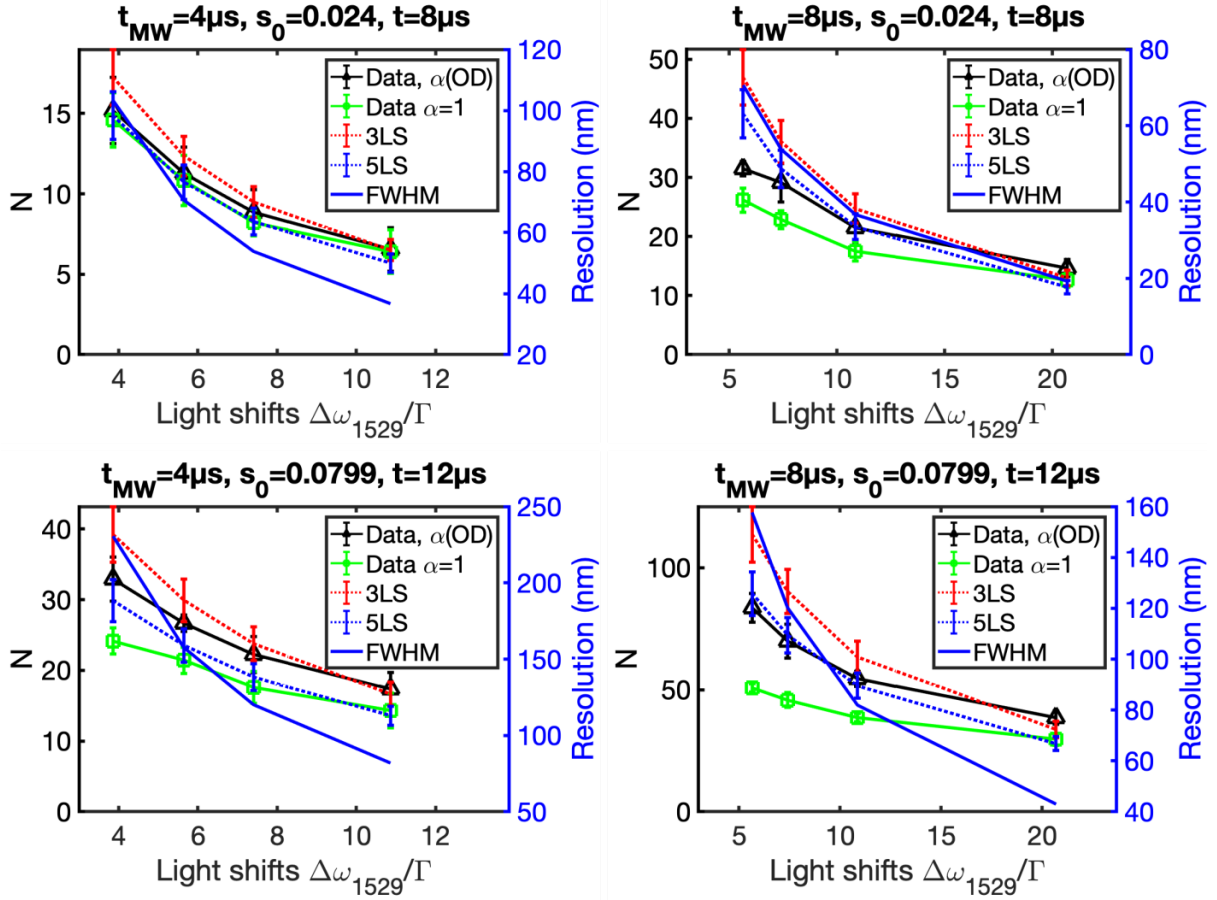 t_MW=4µs, s_0=0.024, t=8µs
N
15
10
5
0
Data, α(OD)
Data α=1
3LS
5LS
FWHM
120
100
80
60
40
20
Resolution (nm)
4 6 8 10 12
Light shifts Δω_1529/Γ
t_MW=8µs, s_0=0.024, t=8µs
N
50
40
30
20
10
0
Data, α(OD)
Data α=1
3LS
5LS
FWHM
80
60
40
20
0
Resolution (nm)
5 10 15 20
Light shifts Δω_1529/Γ
t_MW=4µs, s_0=0.0799, t=12µs
N
40
30
20
10
0
Data, α(OD)
Data α=1
3LS
5LS
FWHM
250
200
150
100
50
Resolution (nm)
4 6 8 10 12
Light shifts Δω_1529/Γ
t_MW=8µs, s_0=0.0799, t=12µs
N
100
50
0
Data, α(OD)
Data α=1
3LS
5LS
FWHM
160
140
120
100
80
60
40
Resolution (nm)
5 10 15 20
Light shifts Δω_1529/Γ